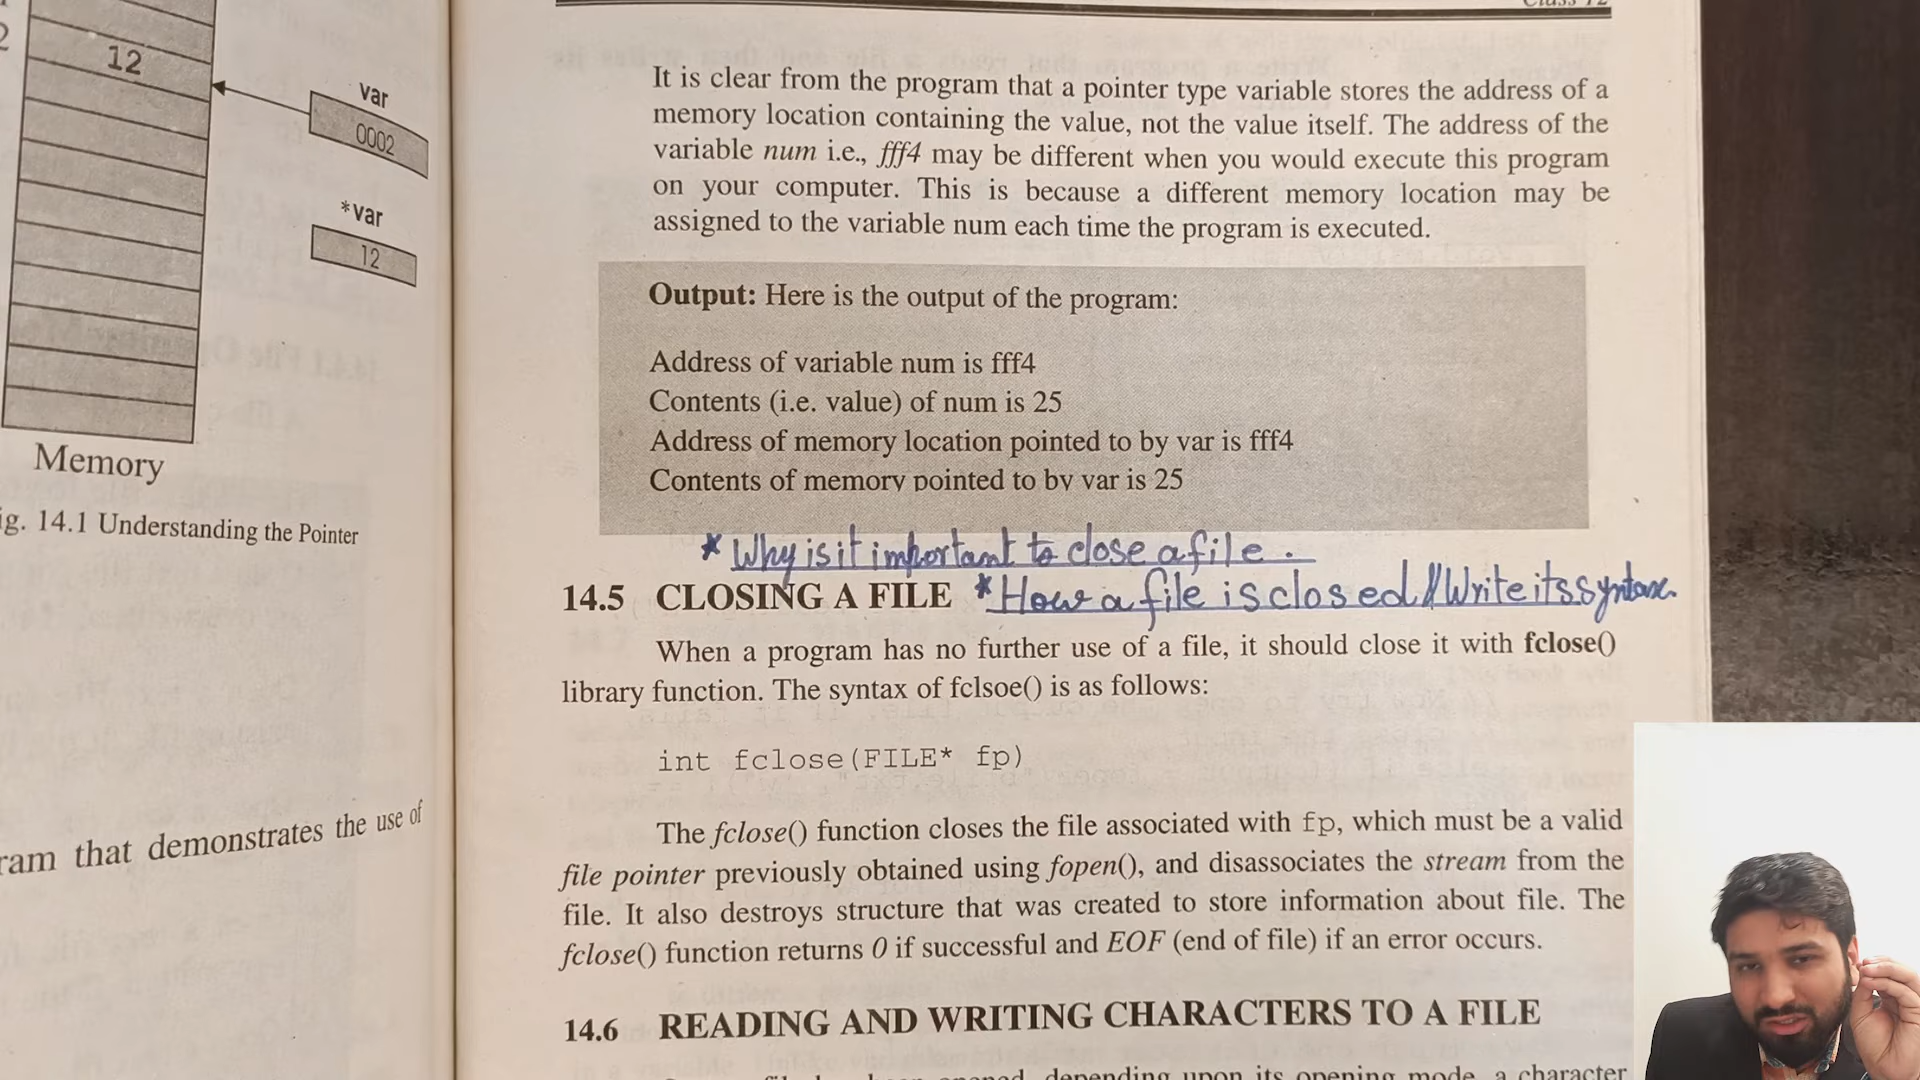 12
var
0002
*var
12
Memory
ig. 14.1 Understanding the Pointer
ram that demonstrates the use of
It is clear from the program that a pointer type variable stores the address of a
memory location containing the value, not the value itself. The address of the
variable num i.e., fff4 may be different when you would execute this program
on your computer. This is because a different memory location may be
assigned to the variable num each time the program is executed.
Output: Here is the output of the program:
Address of variable num is fff4
Contents (i.e. value) of num is 25
Address of memory location pointed to by var is fff4
Contents of memory pointed to by var is 25
* Why is it important to close a file.
14.5 CLOSING A FILE * How a file is closed // Write its syntax.
When a program has no further use of a file, it should close it with fclose()
library function. The syntax of fclsoe() is as follows:
int fclose(FILE* fp)
The fclose() function closes the file associated with fp, which must be a valid
file pointer previously obtained using fopen(), and disassociates the stream from the
file. It also destroys structure that was created to store information about file. The
fclose() function returns 0 if successful and EOF (end of file) if an error occurs.
14.6 READING AND WRITING CHARACTERS TO A FILE
opened, depending upon its opening mode, a character